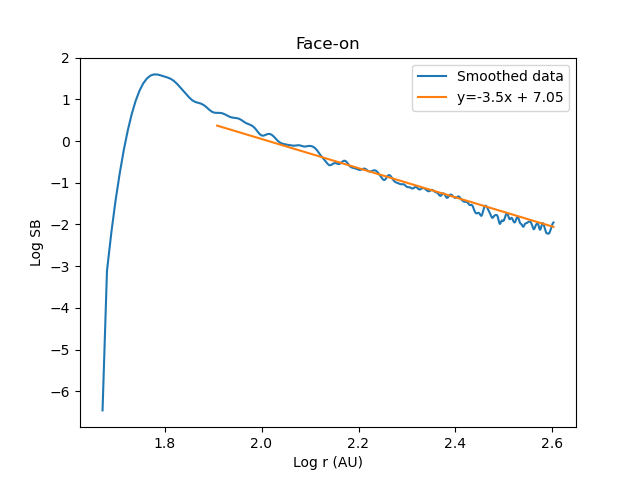 Face-on
Smoothed data
y=-3.5x + 7.05
2
1
0
−1
−2
−3
−4
−5
−6
Log SB
1.8 2.0 2.2 2.4 2.6
Log r (AU)